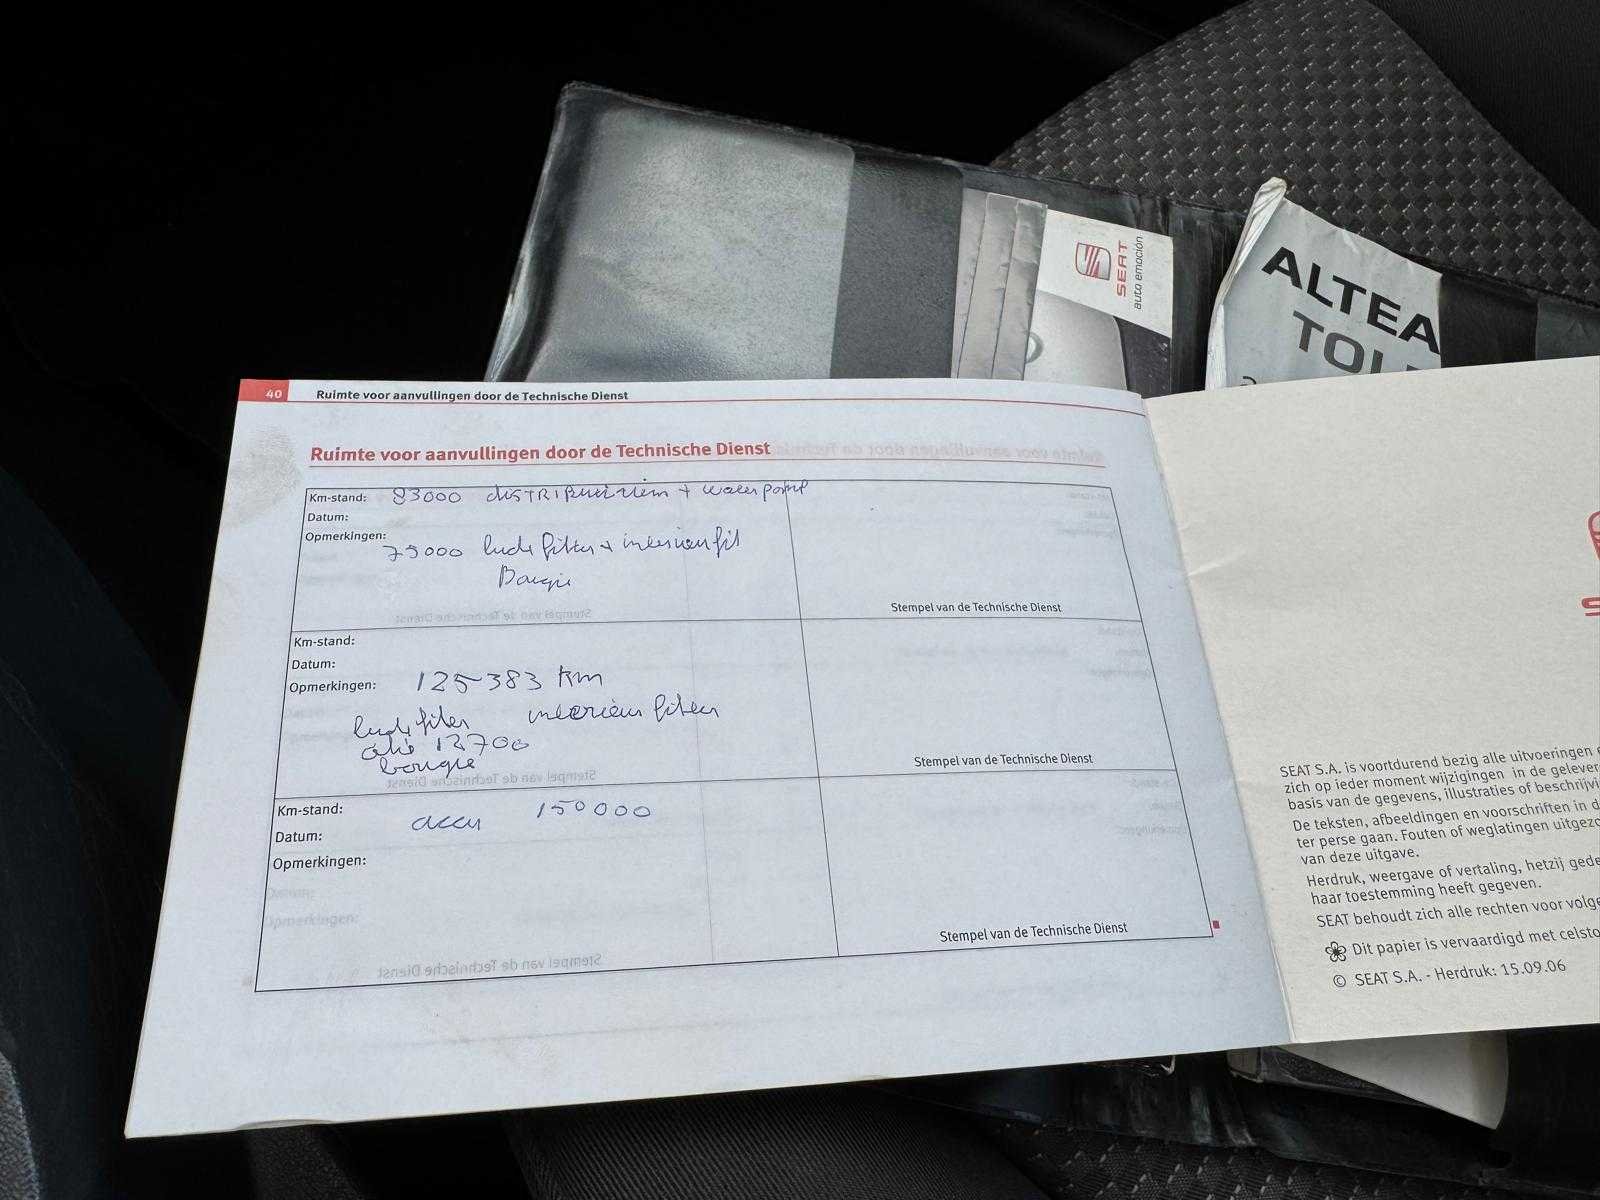 SEAT
auto emoción
ALTEA
40 Ruimte voor aanvullingen door de Technische Dienst
Ruimte voor aanvullingen door de Technische Dienst
Km-stand: 83000 + waterpomp
Datum:
Opmerkingen:
75000 lucht filter + interieur fil
Bougie
Stempel van de Technische Dienst
Km-stand:
Datum:
Opmerkingen: 125-383 km
lucht filter interieur filter
olie
bougie
Stempel van de Technische Dienst
Km-stand: accu 150000
Datum:
Opmerkingen:
Stempel van de Technische Dienst
SEAT S.A. is voortdurend bezig alle uitvoeringen
zich op ieder moment wijzigingen in de gelever
basis van de gegevens, illustraties of beschrijvi
De teksten, afbeeldingen en voorschriften in d
ter perse gaan. Fouten of weglatingen uitgezo
van deze uitgave.
Herdruk, weergave of vertaling, hetzij gede
haar toestemming heeft gegeven.
SEAT behoudt zich alle rechten voor volge
Dit papier is vervaardigd met celsto
© SEAT S.A. - Herdruk: 15.09.06